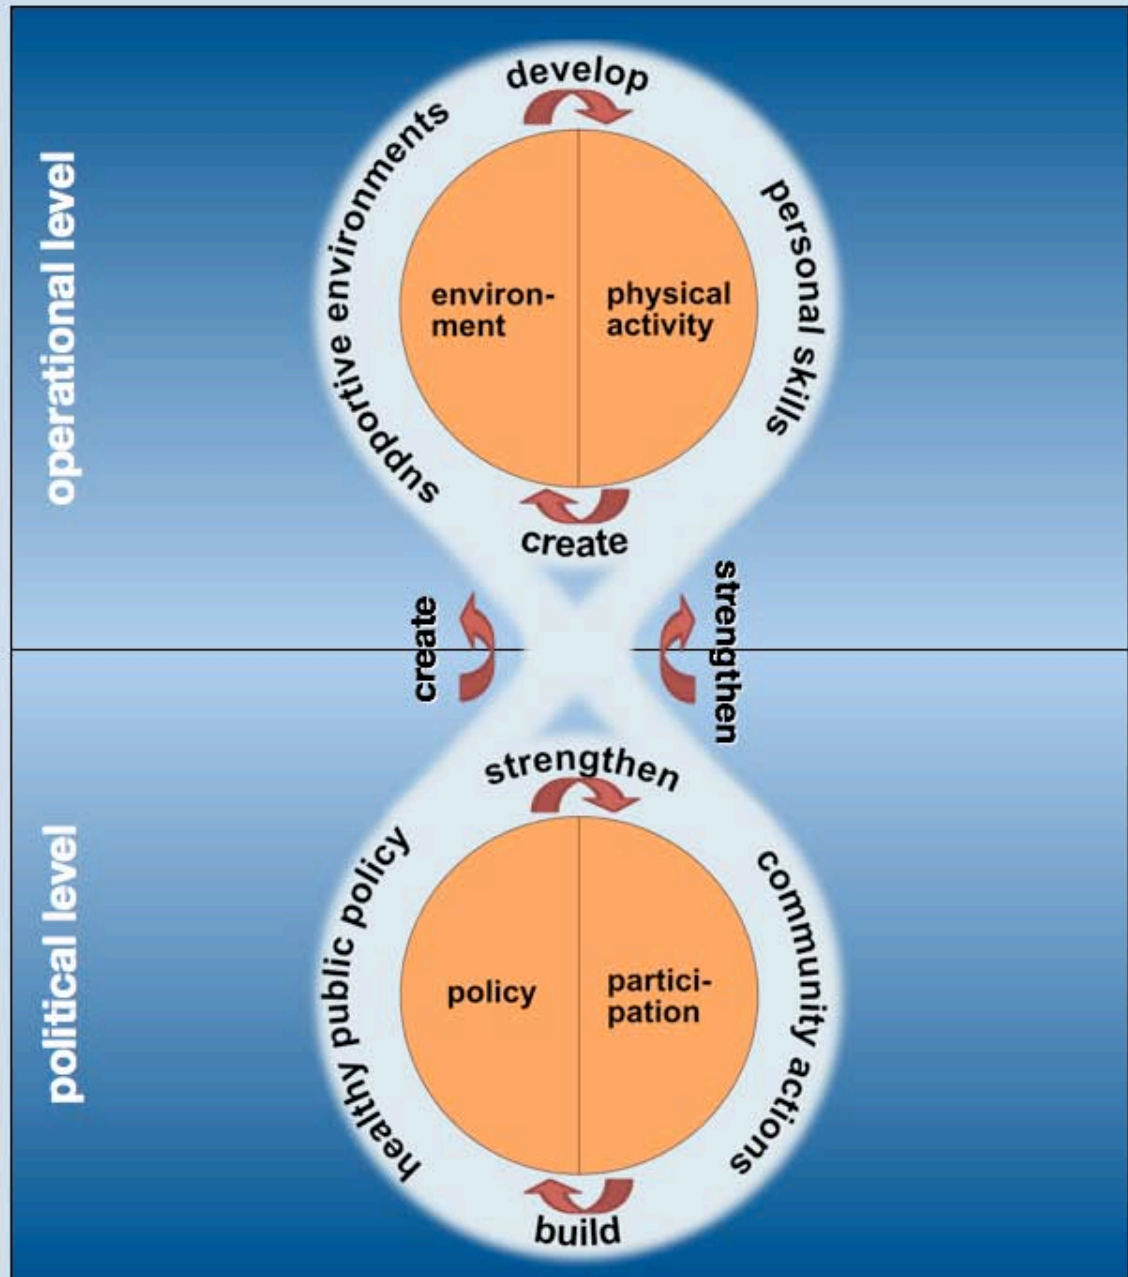 operational level
develop
supportive environments
personal skills
environ-
ment
physical
activity
create
create
strengthen
political level
strengthen
healthy public policy
community actions
policy
partici-
pation
build